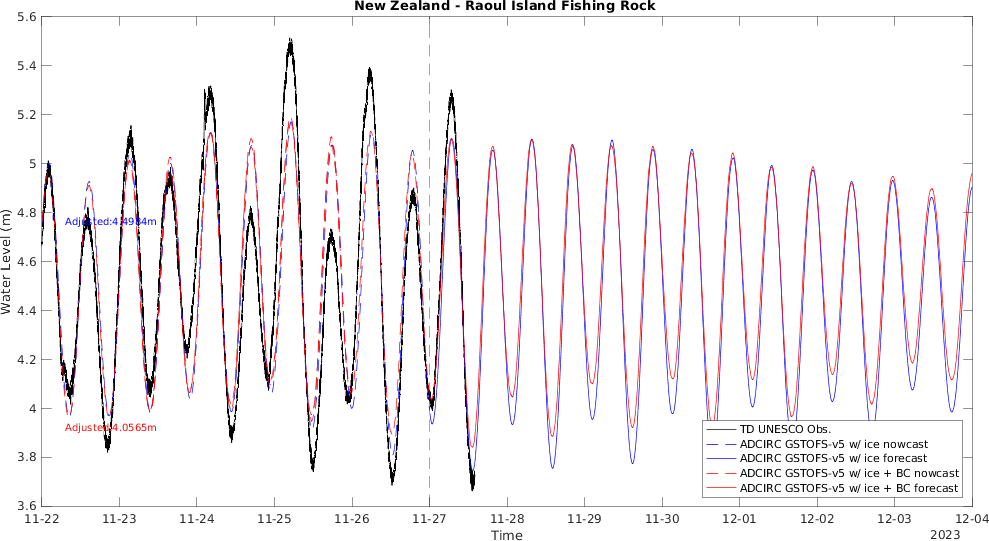 New Zealand - Raoul Island Fishing Rock
5.6
5.4
5.2
5
4.8
4.6
4.4
4.2
4
3.8
3.6
Water Level (m)
Adjusted:4.4984m
Adjusted:4.0565m
TD UNESCO Obs.
ADCIRC GSTOFS-v5 w/ ice nowcast
ADCIRC GSTOFS-v5 w/ ice forecast
ADCIRC GSTOFS-v5 w/ ice + BC nowcast
ADCIRC GSTOFS-v5 w/ ice + BC forecast
11-22 11-23 11-24 11-25 11-26 11-27 11-28 11-29 11-30 12-01 12-02 12-03 12-04
Time
2023